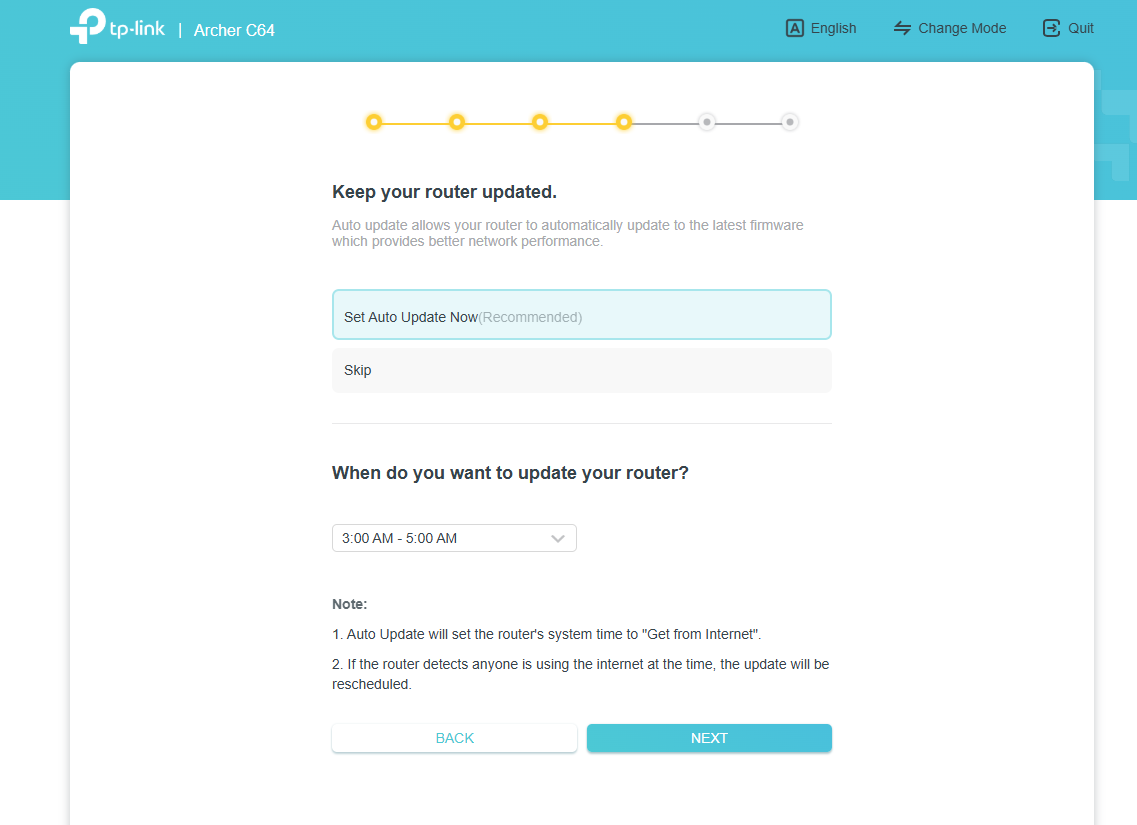 tp-link | Archer C64
English Change Mode Quit
Keep your router updated.
Auto update allows your router to automatically update to the latest firmware
which provides better network performance.
Set Auto Update Now(Recommended)
Skip
When do you want to update your router?
3:00 AM - 5:00 AM
Note:
1. Auto Update will set the router's system time to "Get from Internet".
2. If the router detects anyone is using the internet at the time, the update will be
rescheduled.
BACK NEXT